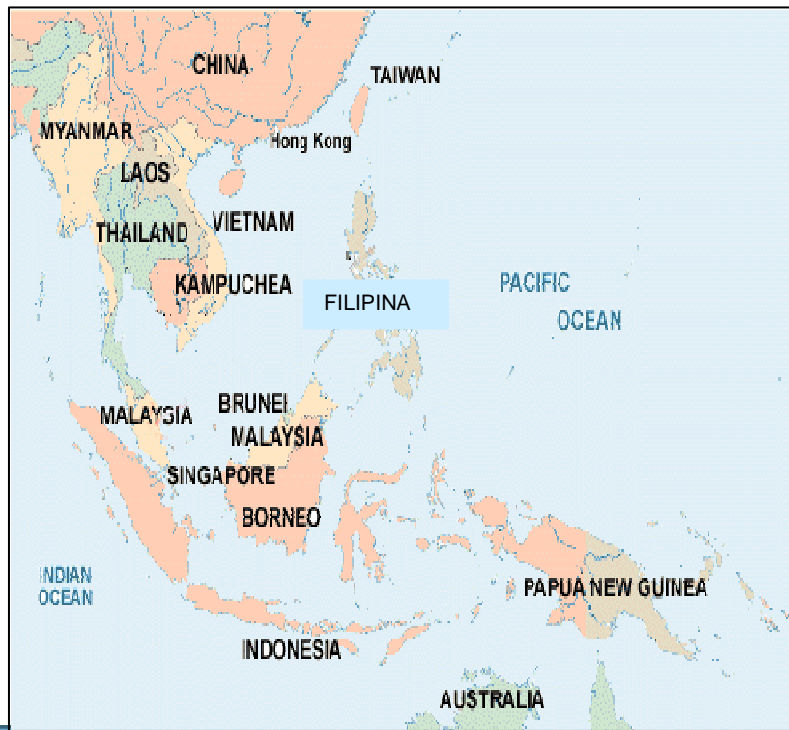 CHINA
TAIWAN
MYANMAR
Hong Kong
LAOS
VIETNAM
THAILAND
KAMPUCHEA
PACIFIC
OCEAN
FILIPINA
BRUNEI
MALAYSIA
MALAYSIA
SINGAPORE
BORNEO
INDIAN
OCEAN
PAPUA NEW GUINEA
INDONESIA
AUSTRALIA